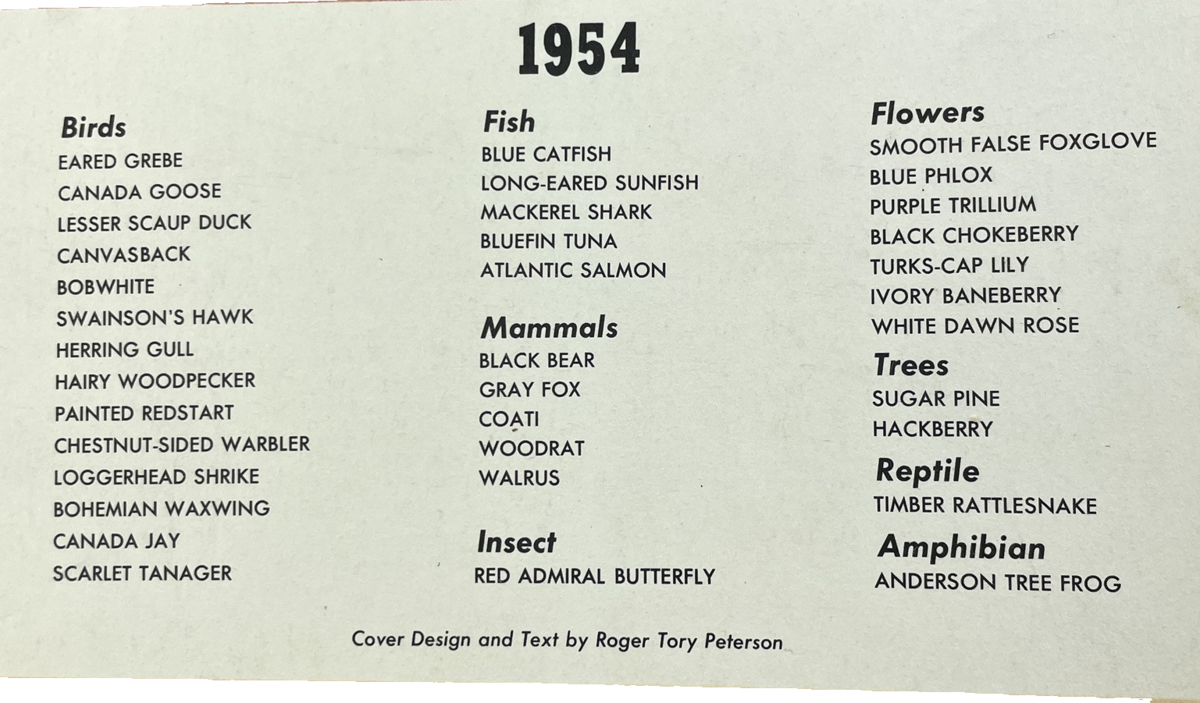 1954
Birds
EARED GREBE
CANADA GOOSE
LESSER SCAUP DUCK
CANVASBACK
BOBWHITE
SWAINSON'S HAWK
HERRING GULL
HAIRY WOODPECKER
PAINTED REDSTART
CHESTNUT-SIDED WARBLER
LOGGERHEAD SHRIKE
BOHEMIAN WAXWING
CANADA JAY
SCARLET TANAGER
Fish
BLUE CATFISH
LONG-EARED SUNFISH
MACKEREL SHARK
BLUEFIN TUNA
ATLANTIC SALMON
Mammals
BLACK BEAR
GRAY FOX
COATI
WOODRAT
WALRUS
Insect
RED ADMIRAL BUTTERFLY
Flowers
SMOOTH FALSE FOXGLOVE
BLUE PHLOX
PURPLE TRILLIUM
BLACK CHOKEBERRY
TURKS-CAP LILY
IVORY BANEBERRY
WHITE DAWN ROSE
Trees
SUGAR PINE
HACKBERRY
Reptile
TIMBER RATTLESNAKE
Amphibian
ANDERSON TREE FROG
Cover Design and Text by Roger Tory Peterson